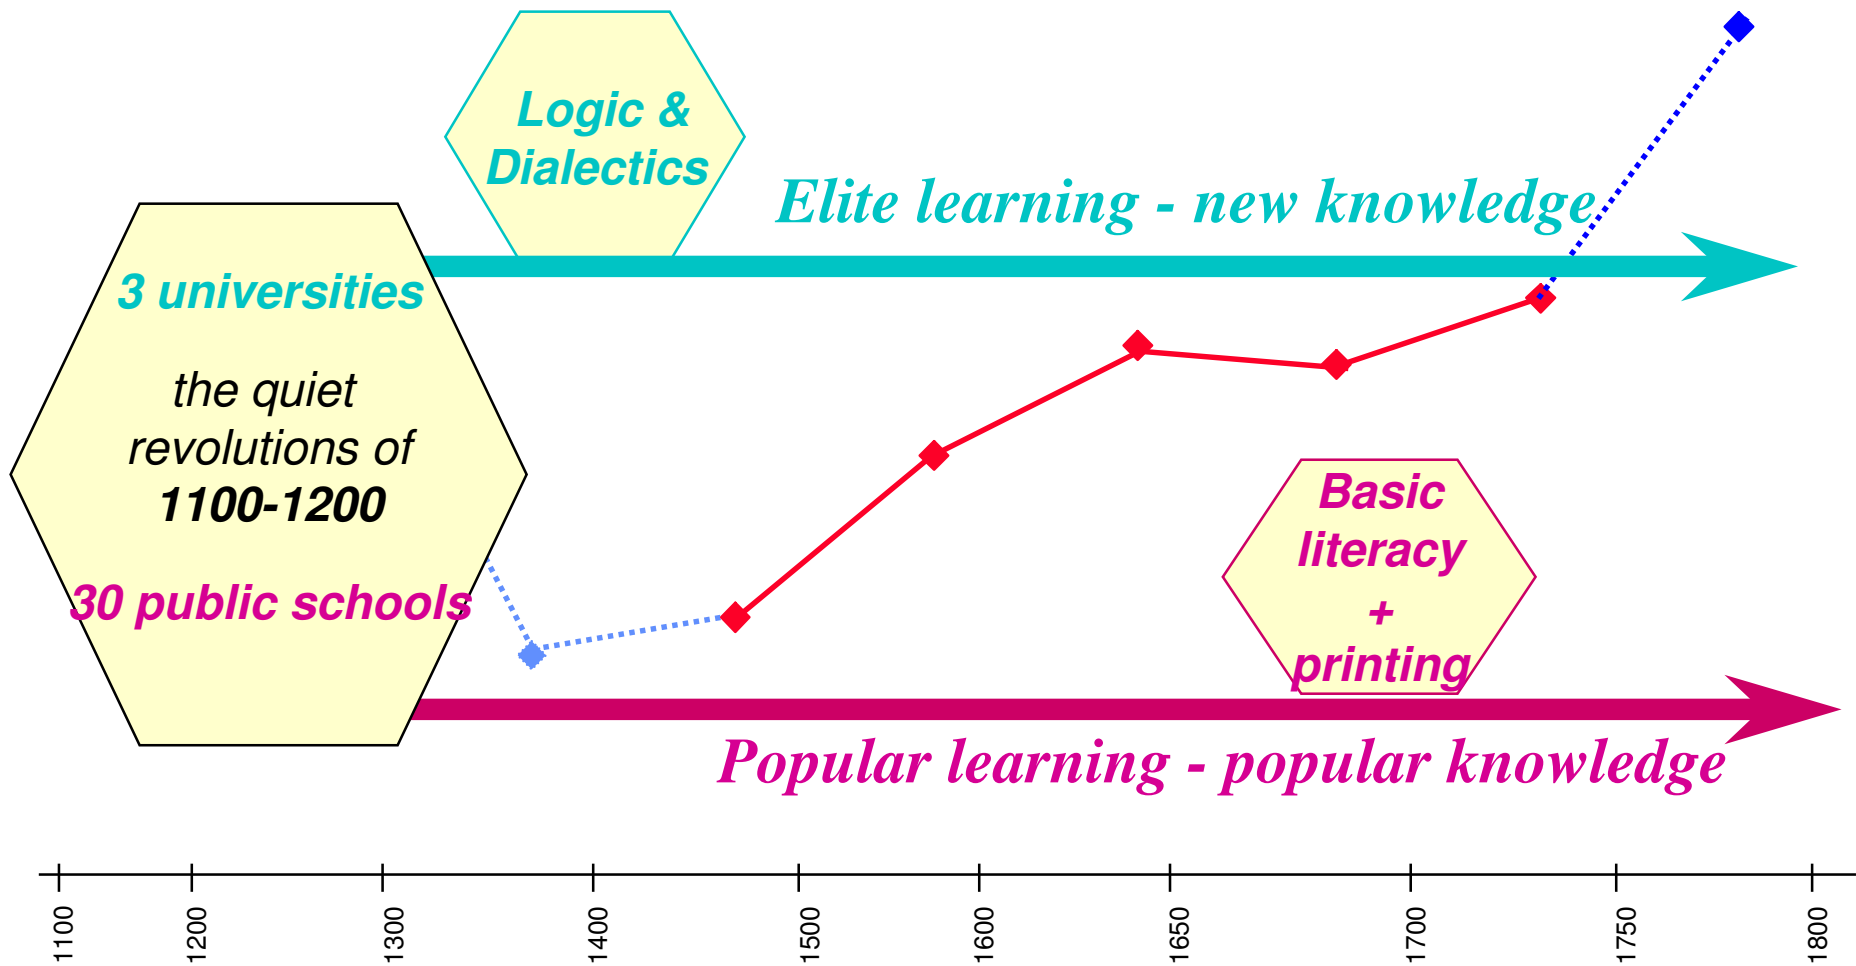 Logic &
Dialectics
Elite learning - new knowledge
3 universities
the quiet
revolutions of
1100-1200
30 public schools
Basic
literacy
+
printing
Popular learning - popular knowledge
1100
1200
1300
1400
1500
1600
1650
1700
1750
1800